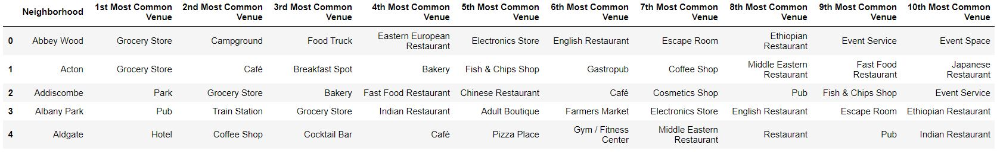 Neighborhood 1st Most Common Venue 2nd Most Common Venue 3rd Most Common Venue 4th Most Common Venue 5th Most Common Venue 6th Most Common Venue 7th Most Common Venue 8th Most Common Venue 9th Most Common Venue 10th Most Common Venue
0 Abbey Wood Grocery Store Campground Food Truck Eastern European Restaurant Electronics Store English Restaurant Escape Room Ethiopian Restaurant Event Service Event Space
1 Acton Grocery Store Café Breakfast Spot Bakery Fish & Chips Shop Gastropub Coffee Shop Middle Eastern Restaurant Fast Food Restaurant Japanese Restaurant
2 Addiscombe Park Grocery Store Bakery Fast Food Restaurant Chinese Restaurant Café Cosmetics Shop Pub Fish & Chips Shop Event Service
3 Albany Park Pub Train Station Grocery Store Indian Restaurant Adult Boutique Farmers Market Electronics Store English Restaurant Escape Room Ethiopian Restaurant
4 Aldgate Hotel Coffee Shop Cocktail Bar Café Pizza Place Gym / Fitness Center Middle Eastern Restaurant Restaurant Pub Indian Restaurant